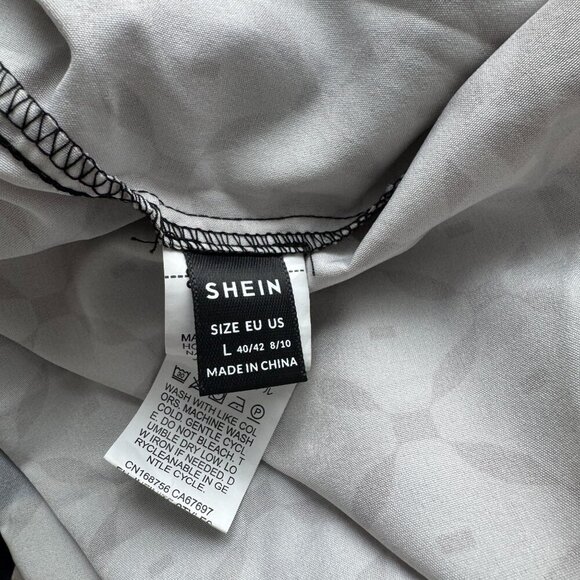 SHEIN
SIZE EU US
L 40/42 8/10
MADE IN CHINA
WASH WITH LIKE COL
ORS. MACHINE WASH
COLD. GENTLE CYCL
E. DO NOT BLEACH. T
UMBLE DRY LOW. LO
W IRON IF NEEDED. D
RYCLEANABLE IN GE
NTLE CYCLE.
CN168756 CA67697